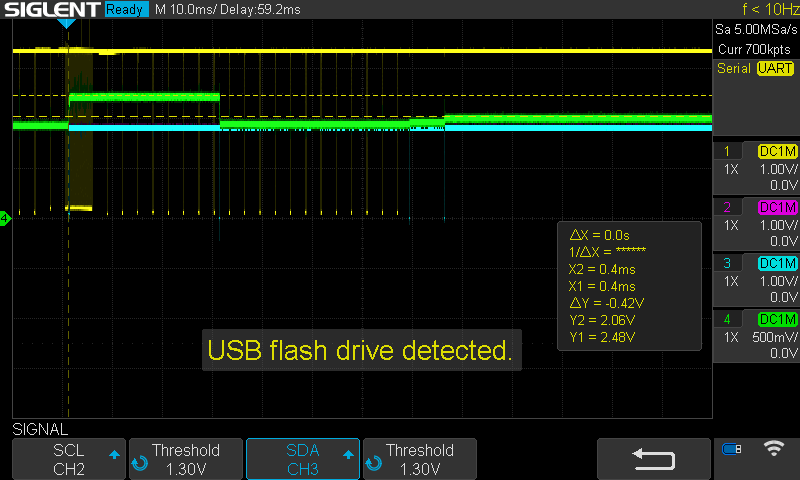 SIGLENT Ready M 10.0ms/ Delay:59.2ms f < 10Hz
Sa 5.00MSa/s
Curr 700kpts
Serial UART
1 DC1M
1X 1.00V/
0.0V
2 DC1M
1X 1.00V/
0.0V
3 DC1M
1X 1.00V/
0.0V
4 DC1M
1X 500mV/
0.0V
4
ΔX = 0.0s
1/ΔX = ******
X2 = 0.4ms
X1 = 0.4ms
ΔY = -0.42V
Y2 = 2.06V
Y1 = 2.48V
USB flash drive detected.
SIGNAL
SCL
CH2
Threshold
1.30V
SDA
CH3
Threshold
1.30V